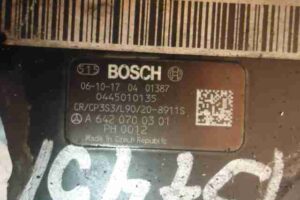 BOSCH
06-10-17 04 01387
0445010135
CR/CP3S3/L90/20-8911S
A 642 070 03 01
PH 0012
Made in Czech Republic